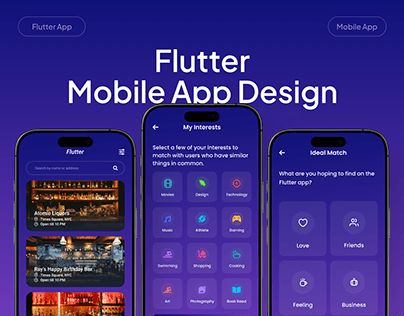 Flutter App
Mobile App
Flutter
Mobile App Design
Flutter
Search by name or address.
Atomic Liquors
Times Square, NYC
Open till 10 PM
Ray's Happy Birthday Bar
Times Square, NYC
Open till 10 PM
My Interests
Select a few of your interests to
match with users who have similar
things in common.
Movies
Design
Technology
Music
Athlete
Gaming
Swimming
Shopping
Cooking
Art
Photography
Book Read
Ideal Match
What are you hoping to find on the
Flutter app?
Love
Friends
Feeling
Business